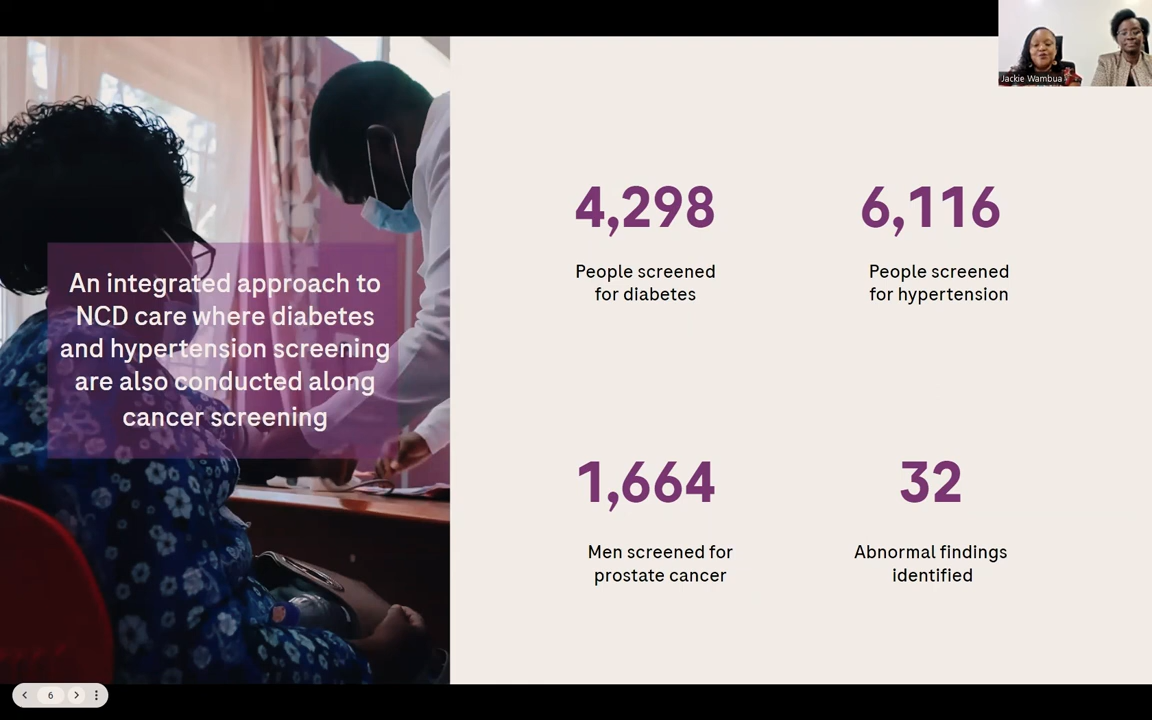 Jackie Wambua
An integrated approach to
NCD care where diabetes
and hypertension screening
are also conducted along
cancer screening
4,298
People screened
for diabetes
6,116
People screened
for hypertension
1,664
Men screened for
prostate cancer
32
Abnormal findings
identified
6